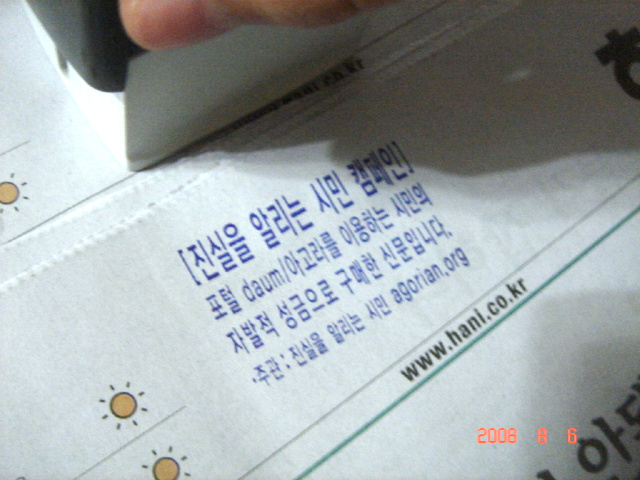 [진실을 알리는 시민 캠페인]
포털 daum/아고라를 이용하는 시민의
자발적 성금으로 구매한 신문입니다.
·주관 : 진실을 알리는 시민 agorian.org
www.hani.co.kr
hani.co.kr
2008 8 6